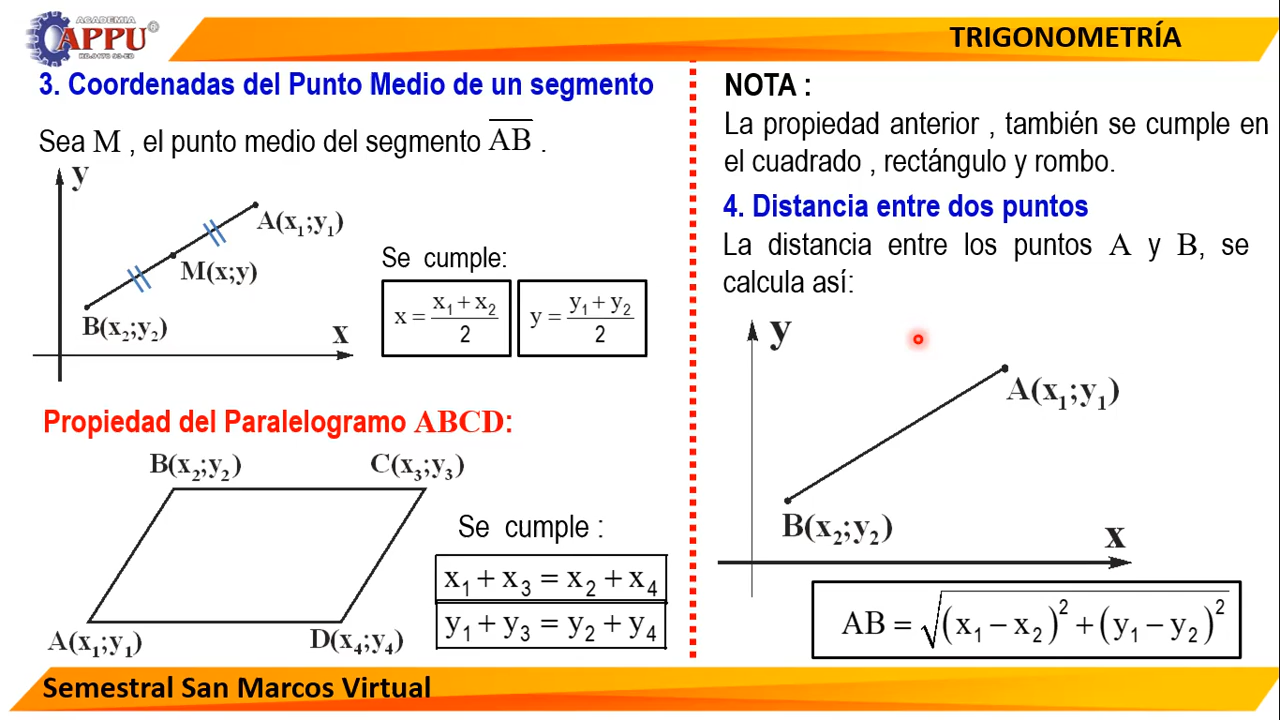 ACADEMIA
CAPPU®
TRIGONOMETRÍA
3. Coordenadas del Punto Medio de un segmento
Sea M , el punto medio del segmento A̅B̅ .
y
A(x₁;y₁)
M(x;y)
B(x₂;y₂)
x
Se cumple:
x = (x₁ + x₂)/2
y = (y₁ + y₂)/2
Propiedad del Paralelogramo ABCD:
B(x₂;y₂)
C(x₃;y₃)
A(x₁;y₁)
D(x₄;y₄)
Se cumple :
x₁ + x₃ = x₂ + x₄
y₁ + y₃ = y₂ + y₄
NOTA :
La propiedad anterior , también se cumple en
el cuadrado , rectángulo y rombo.
4. Distancia entre dos puntos
La distancia entre los puntos A y B, se
calcula así:
y
A(x₁;y₁)
B(x₂;y₂)
x
AB = √((x₁ − x₂)² + (y₁ − y₂)²)
Semestral San Marcos Virtual